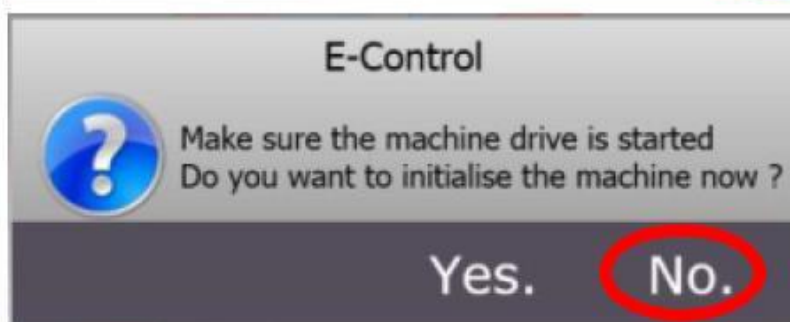 E-Control
Make sure the machine drive is started
Do you want to initialise the machine now ?
Yes. No.